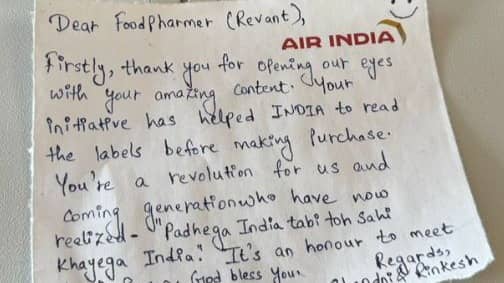 Dear FoodPharmer (Revant),
AIR INDIA
Firstly, thank you for opening our eyes
with your amazing content. Your
initiative has helped INDIA to read
the labels before making purchase.
You're a revolution for us and
coming generation who have now
realized - "Padhega India tabi toh Sahi
Khayega India". It's an honour to meet
God bless you.
Regards,
& Rinkesh